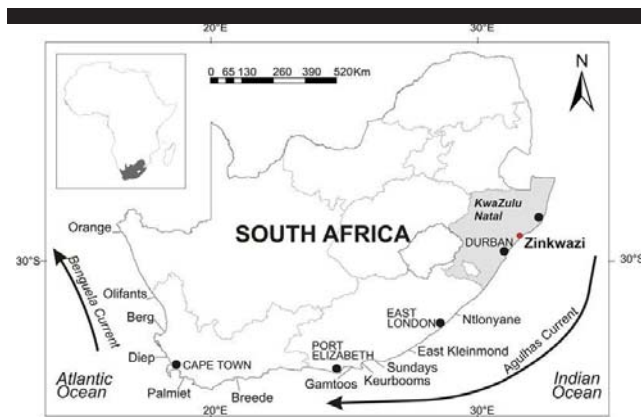 20°E
30°E
0 65 130 260 390 520Km
N
KwaZulu
Natal
Orange
SOUTH AFRICA
DURBAN
Zinkwazi
30°S
30°S
Benguela Current
Olifants
Berg
EAST
LONDON
Ntlonyane
Agulhas Current
Diep
CAPE TOWN
PORT
ELIZABETH
East Kleinmond
Sundays
Keurbooms
Gamtoos
Atlantic
Ocean
Palmiet
Breede
Indian
Ocean
20°E
30°E